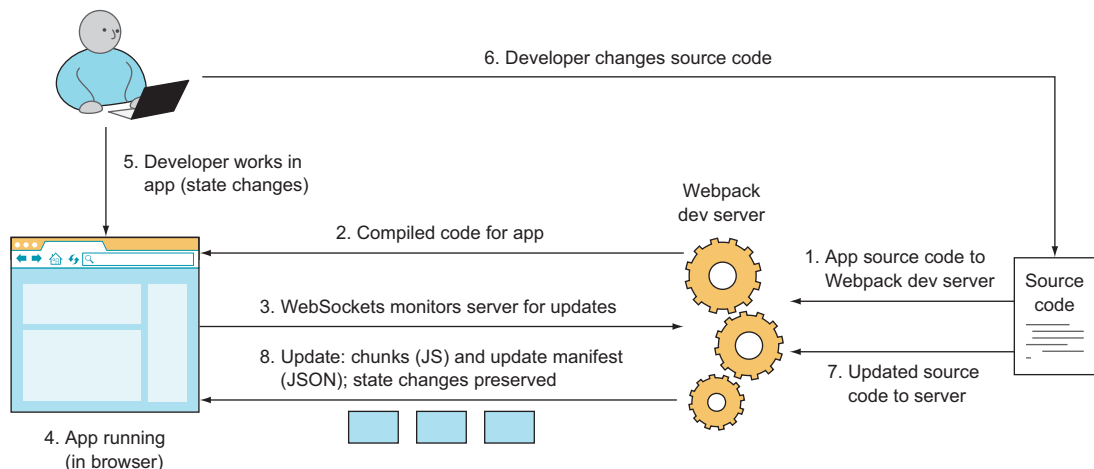 6. Developer changes source code
5. Developer works in
app (state changes)
Webpack
dev server
2. Compiled code for app
1. App source code to
Webpack dev server
Source
code
3. WebSockets monitors server for updates
8. Update: chunks (JS) and update manifest
(JSON); state changes preserved
7. Updated source
code to server
4. App running
(in browser)